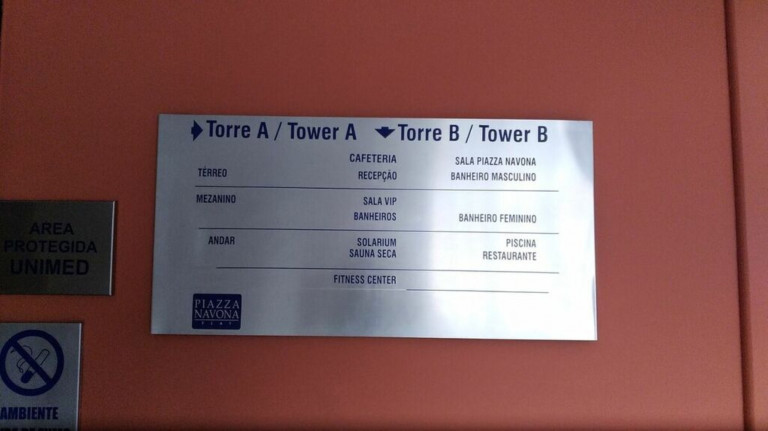 Torre A / Tower A Torre B / Tower B
CAFETERIA SALA PIAZZA NAVONA
TÉRREO RECEPÇÃO BANHEIRO MASCULINO
MEZANINO SALA VIP
BANHEIROS BANHEIRO FEMININO
ANDAR SOLARIUM PISCINA
SAUNA SECA RESTAURANTE
FITNESS CENTER
PIAZZA
NAVONA
AREA
PROTEGIDA
UNIMED
AMBIENTE